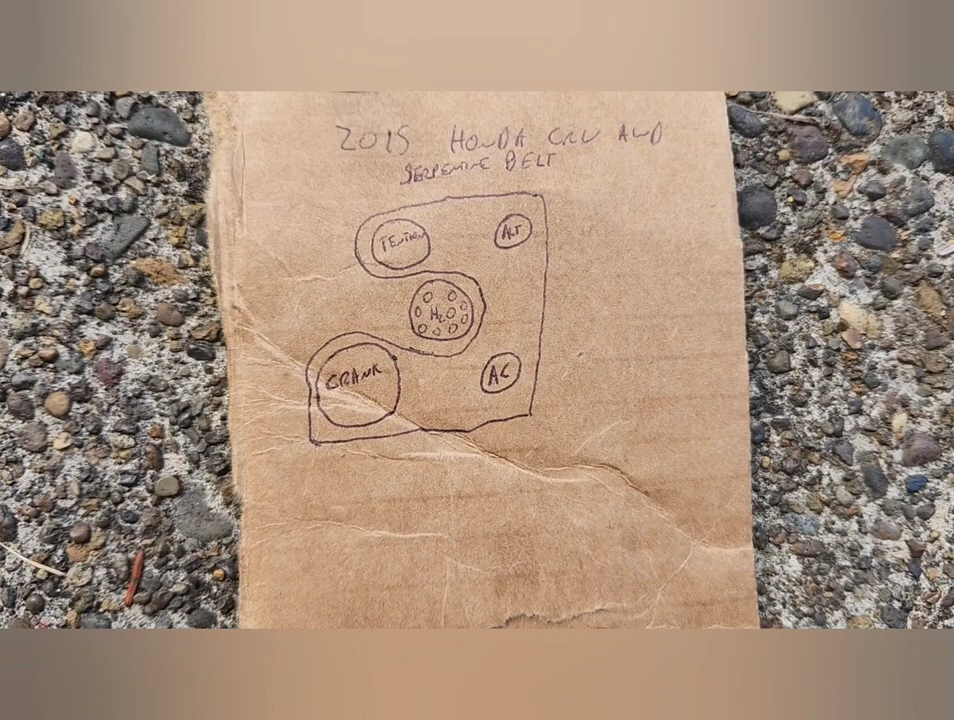 2015 HONDA CRV AWD
SERPENTINE BELT
TENSION
ALT
H2O
CRANK
AC